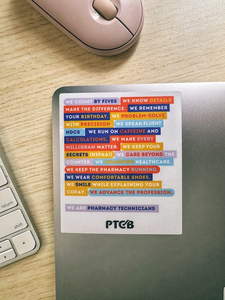 WE COUNT BY FIVES. WE KNOW DETAILS
MAKE THE DIFFERENCE. WE REMEMBER
YOUR BIRTHDAY. WE PROBLEM-SOLVE
WITH PRECISION. WE SPEAK FLUENT
NDCS. WE RUN ON CAFFEINE AND
CALCULATIONS. WE MAKE EVERY
MILLIGRAM MATTER. WE KEEP YOUR
SECRETS (HIPAA!) WE CARE BEYOND THE
COUNTER. WE HEALTHCARE.
WE KEEP THE PHARMACY RUNNING.
WE WEAR COMFORTABLE SHOES.
WE SMILE WHILE EXPLAINING YOUR
COPAY. WE ADVANCE THE PROFESSION.
WE ARE PHARMACY TECHNICIANS
PTCB
return
shift